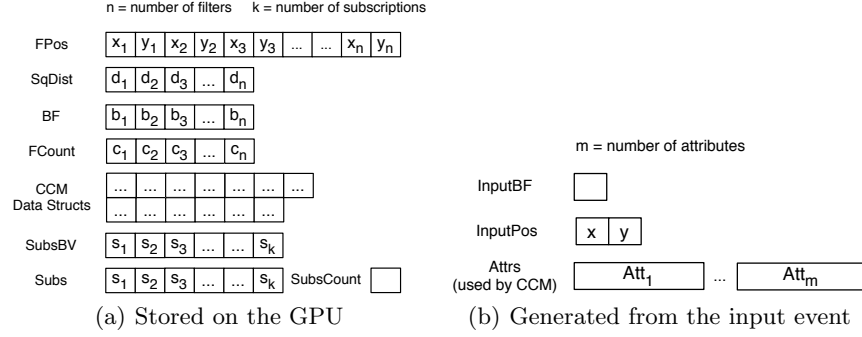 n = number of filters k = number of subscriptions
FPos x1 y1 x2 y2 x3 y3 ... ... xn yn
SqDist d1 d2 d3 ... dn
BF b1 b2 b3 ... bn
FCount c1 c2 c3 ... cn
CCM
Data Structs
... ... ... ... ... ... ...
... ... ... ... ... ...
SubsBV s1 s2 s3 ... ... sk
Subs s1 s2 s3 ... ... sk SubsCount
(a) Stored on the GPU
m = number of attributes
InputBF
InputPos x y
Attrs
(used by CCM)
Att1 ... Attm
(b) Generated from the input event